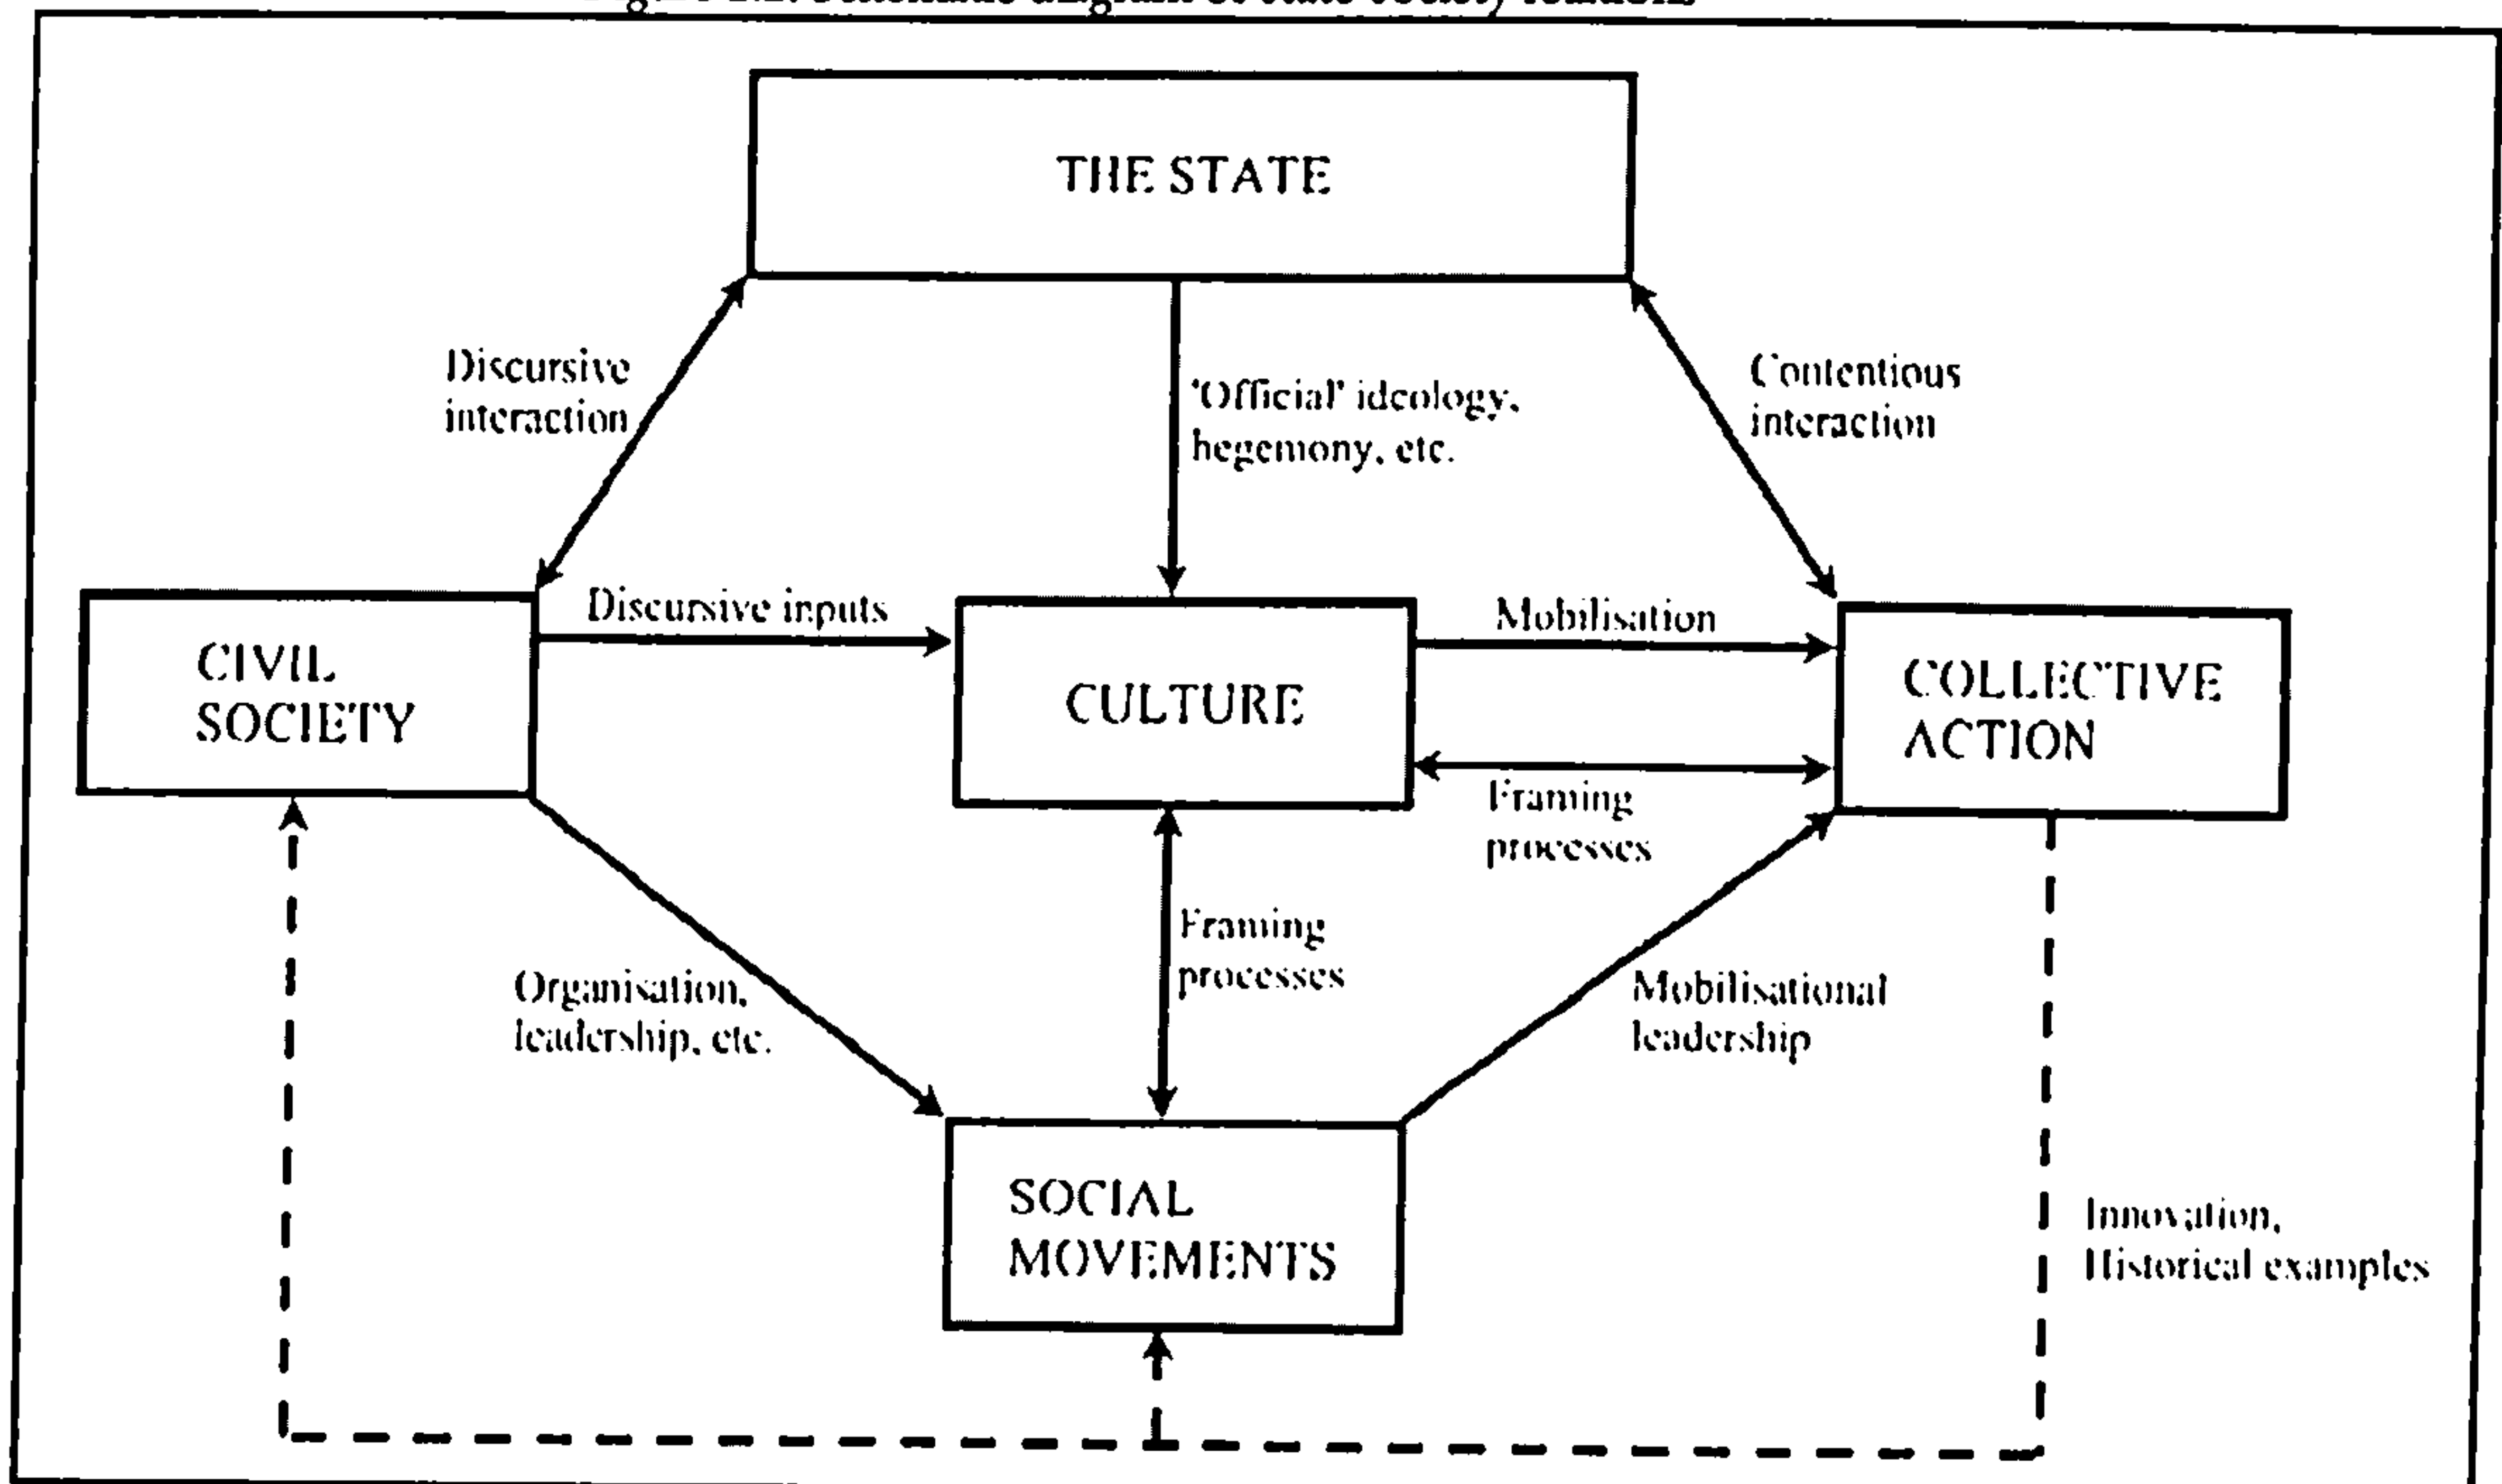 THE STATE
Discursive
interaction
'Official' ideology,
hegemony, etc.
Contentious
interaction
Discursive inputs
Mobilisation
CIVIL
SOCIETY
CULTURE
COLLECTIVE
ACTION
Framing
processes
Framing
processes
Organisation,
leadership, etc.
Mobilisational
leadership
SOCIAL
MOVEMENTS
Innovation,
Historical examples